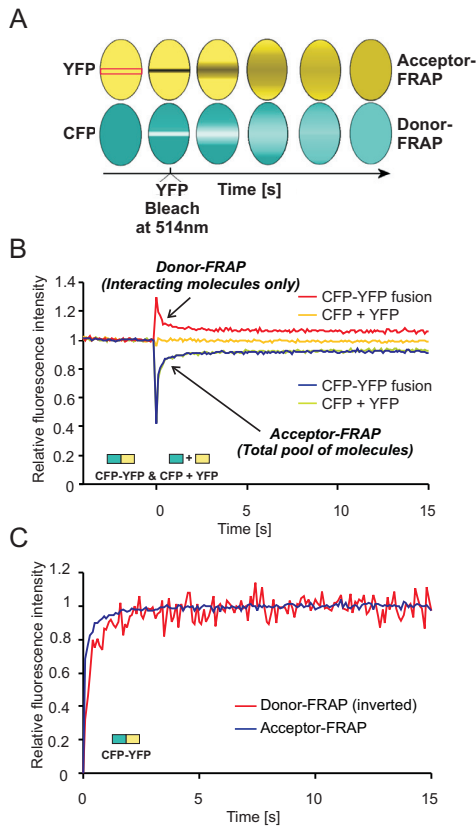 A
YFP
Acceptor-
FRAP
CFP
Donor-
FRAP
YFP
Bleach
at 514nm
Time [s]
B
Relative fluorescence intensity
1.4
1.2
1
0.8
0.6
0.4
0.2
0
Donor-FRAP
(Interacting molecules only)
CFP-YFP fusion
CFP + YFP
CFP-YFP fusion
CFP + YFP
Acceptor-FRAP
(Total pool of molecules)
+
CFP-YFP & CFP + YFP
0 5 10 15
Time [s]
C
Relative fluorescence intensity
1.2
1
0.8
0.6
0.4
0.2
0
Donor-FRAP (inverted)
Acceptor-FRAP
CFP-YFP
0 5 10 15
Time [s]